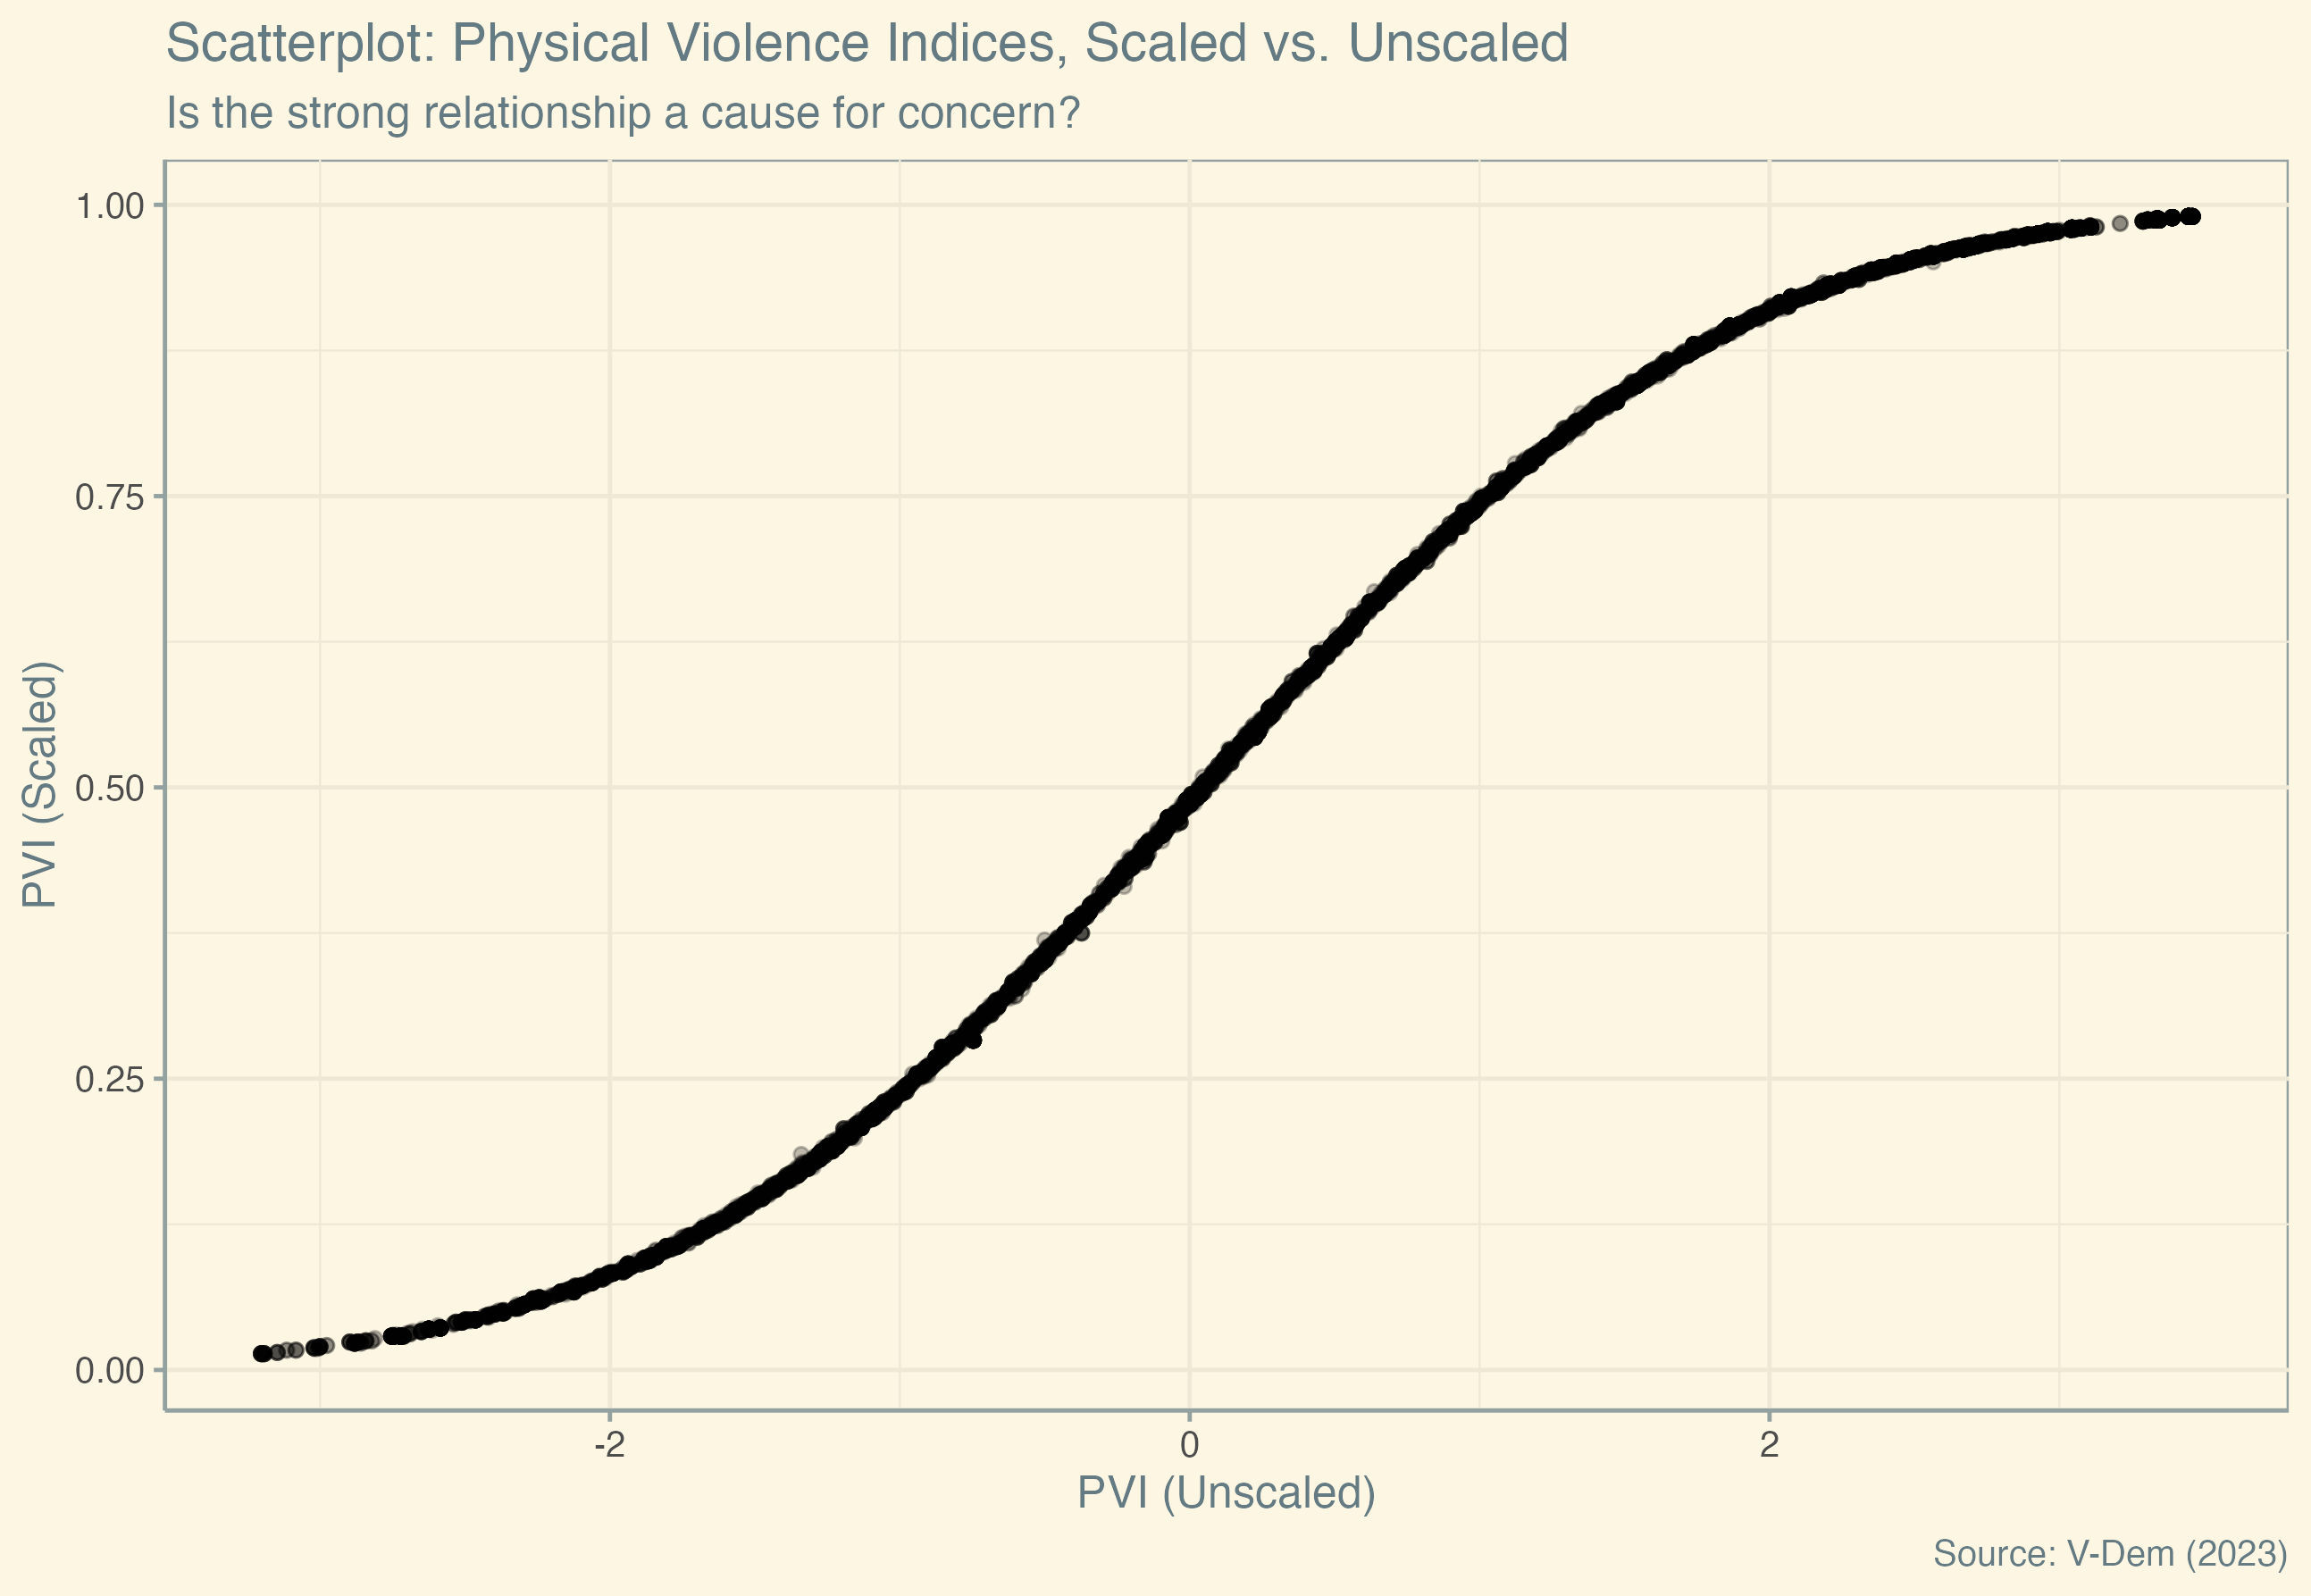 Scatterplot: Physical Violence Indices, Scaled vs. Unscaled
Is the strong relationship a cause for concern?
PVI (Scaled)
1.00
0.75
0.50
0.25
0.00
-2
0
2
PVI (Unscaled)
Source: V-Dem (2023)